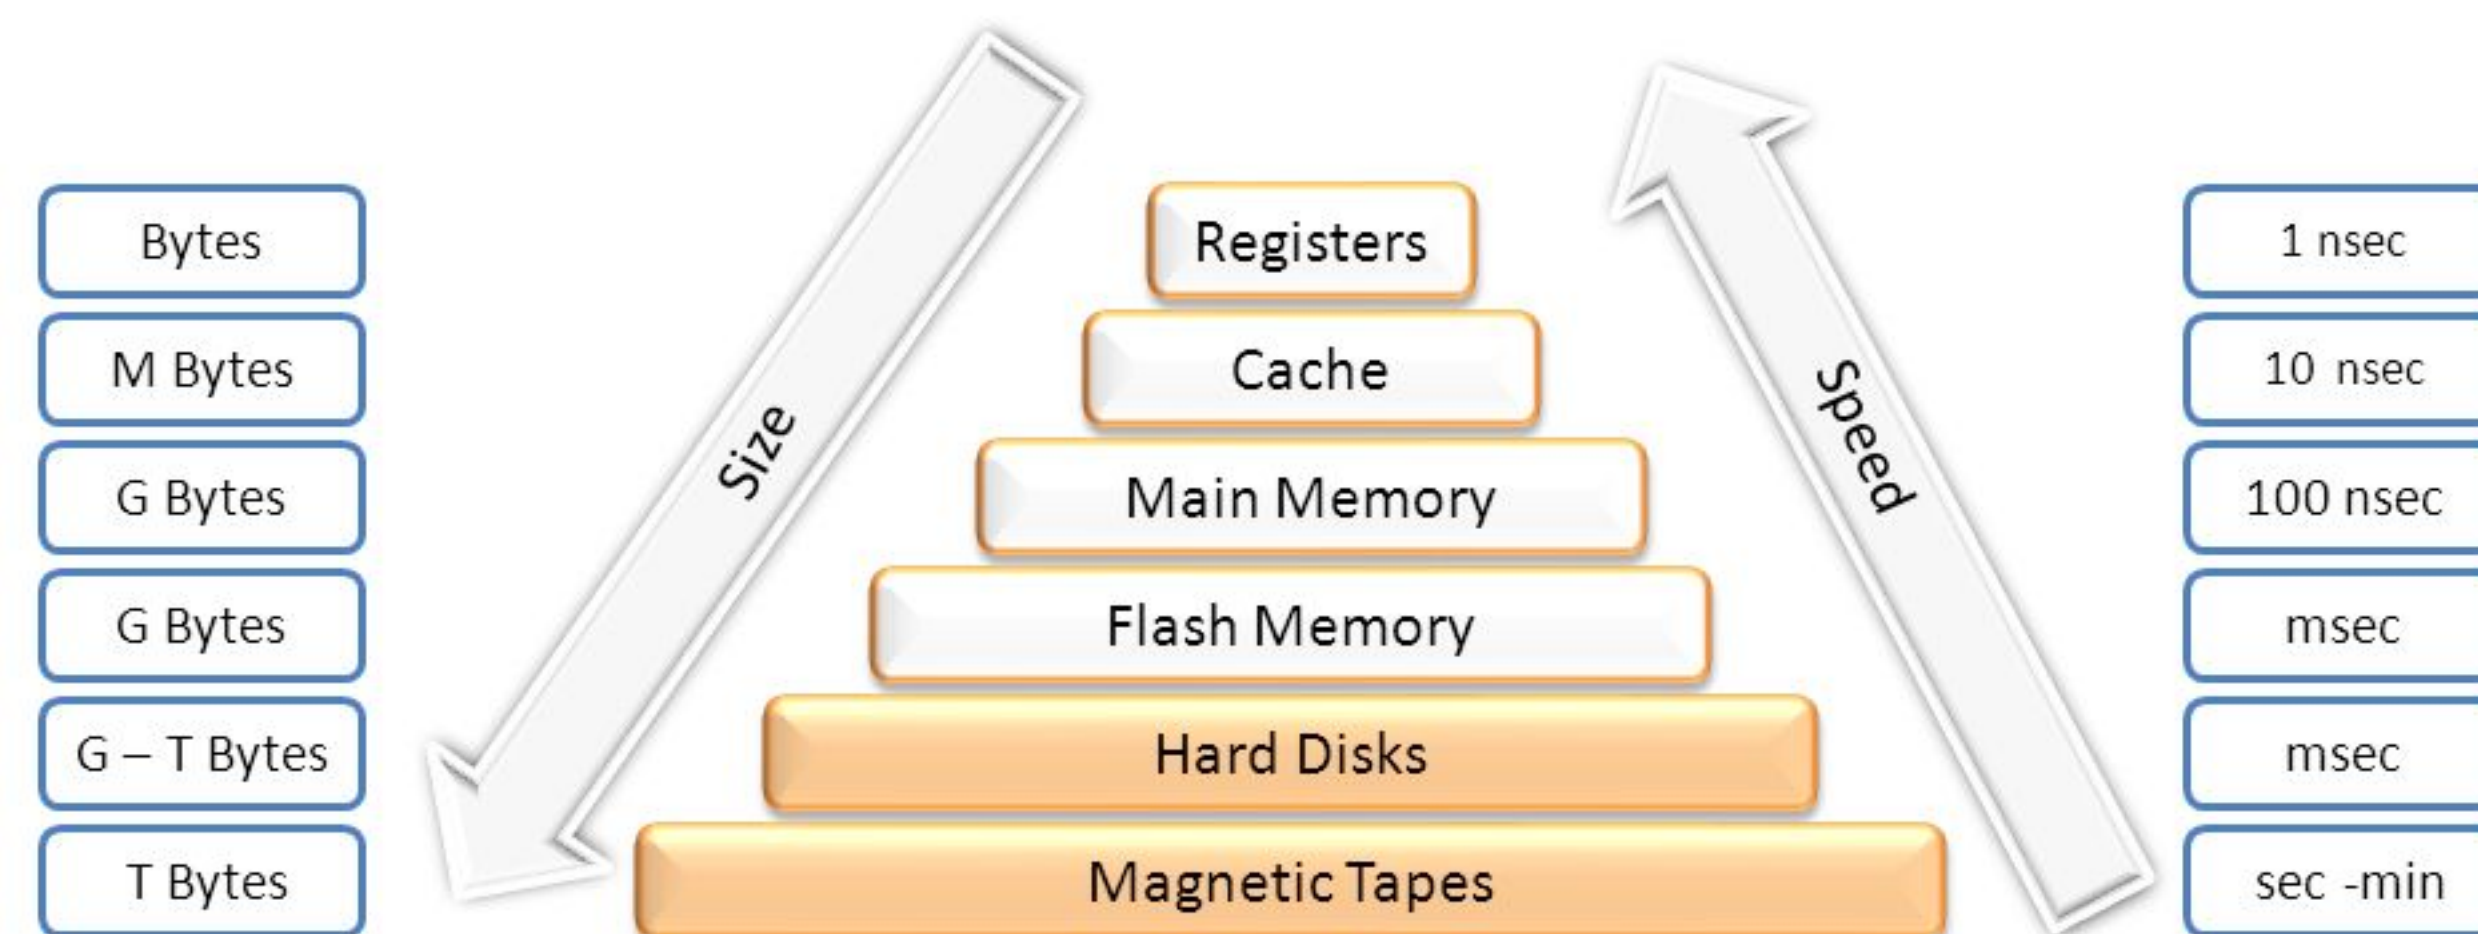 Bytes
M Bytes
G Bytes
G Bytes
G – T Bytes
T Bytes
Size
Registers
Cache
Main Memory
Flash Memory
Hard Disks
Magnetic Tapes
Speed
1 nsec
10 nsec
100 nsec
msec
msec
sec -min